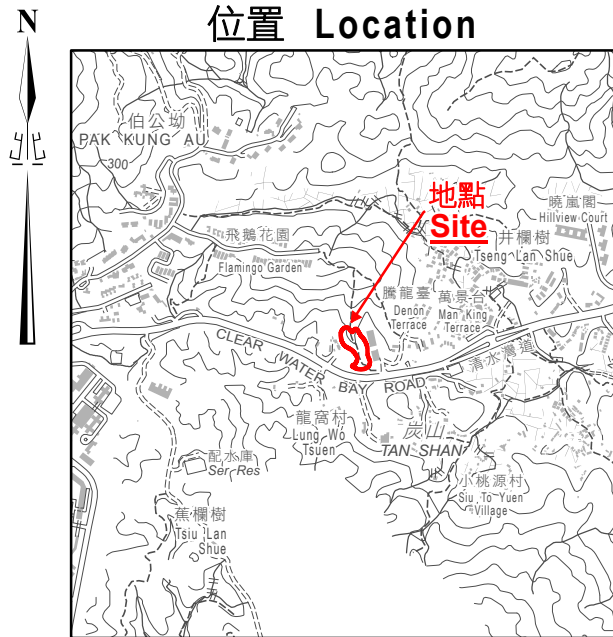 位置 Location
N
北
伯公坳
PAK KUNG AU
300
地點
Site
曉嵐閣
Hillview Court
井欄樹
Tseng Lan Shue
飛鵝花園
Flamingo Garden
騰龍臺
Denon
Terrace
萬景台
Man King
Terrace
CLEAR WATER BAY ROAD
清水灣道
龍窩村
Lung Wo
Tsuen
炭山
TAN SHAN
配水庫
Ser Res
小桃源村
Siu To Yuen
Village
蕉欄樹
Tsiu Lan
Shue